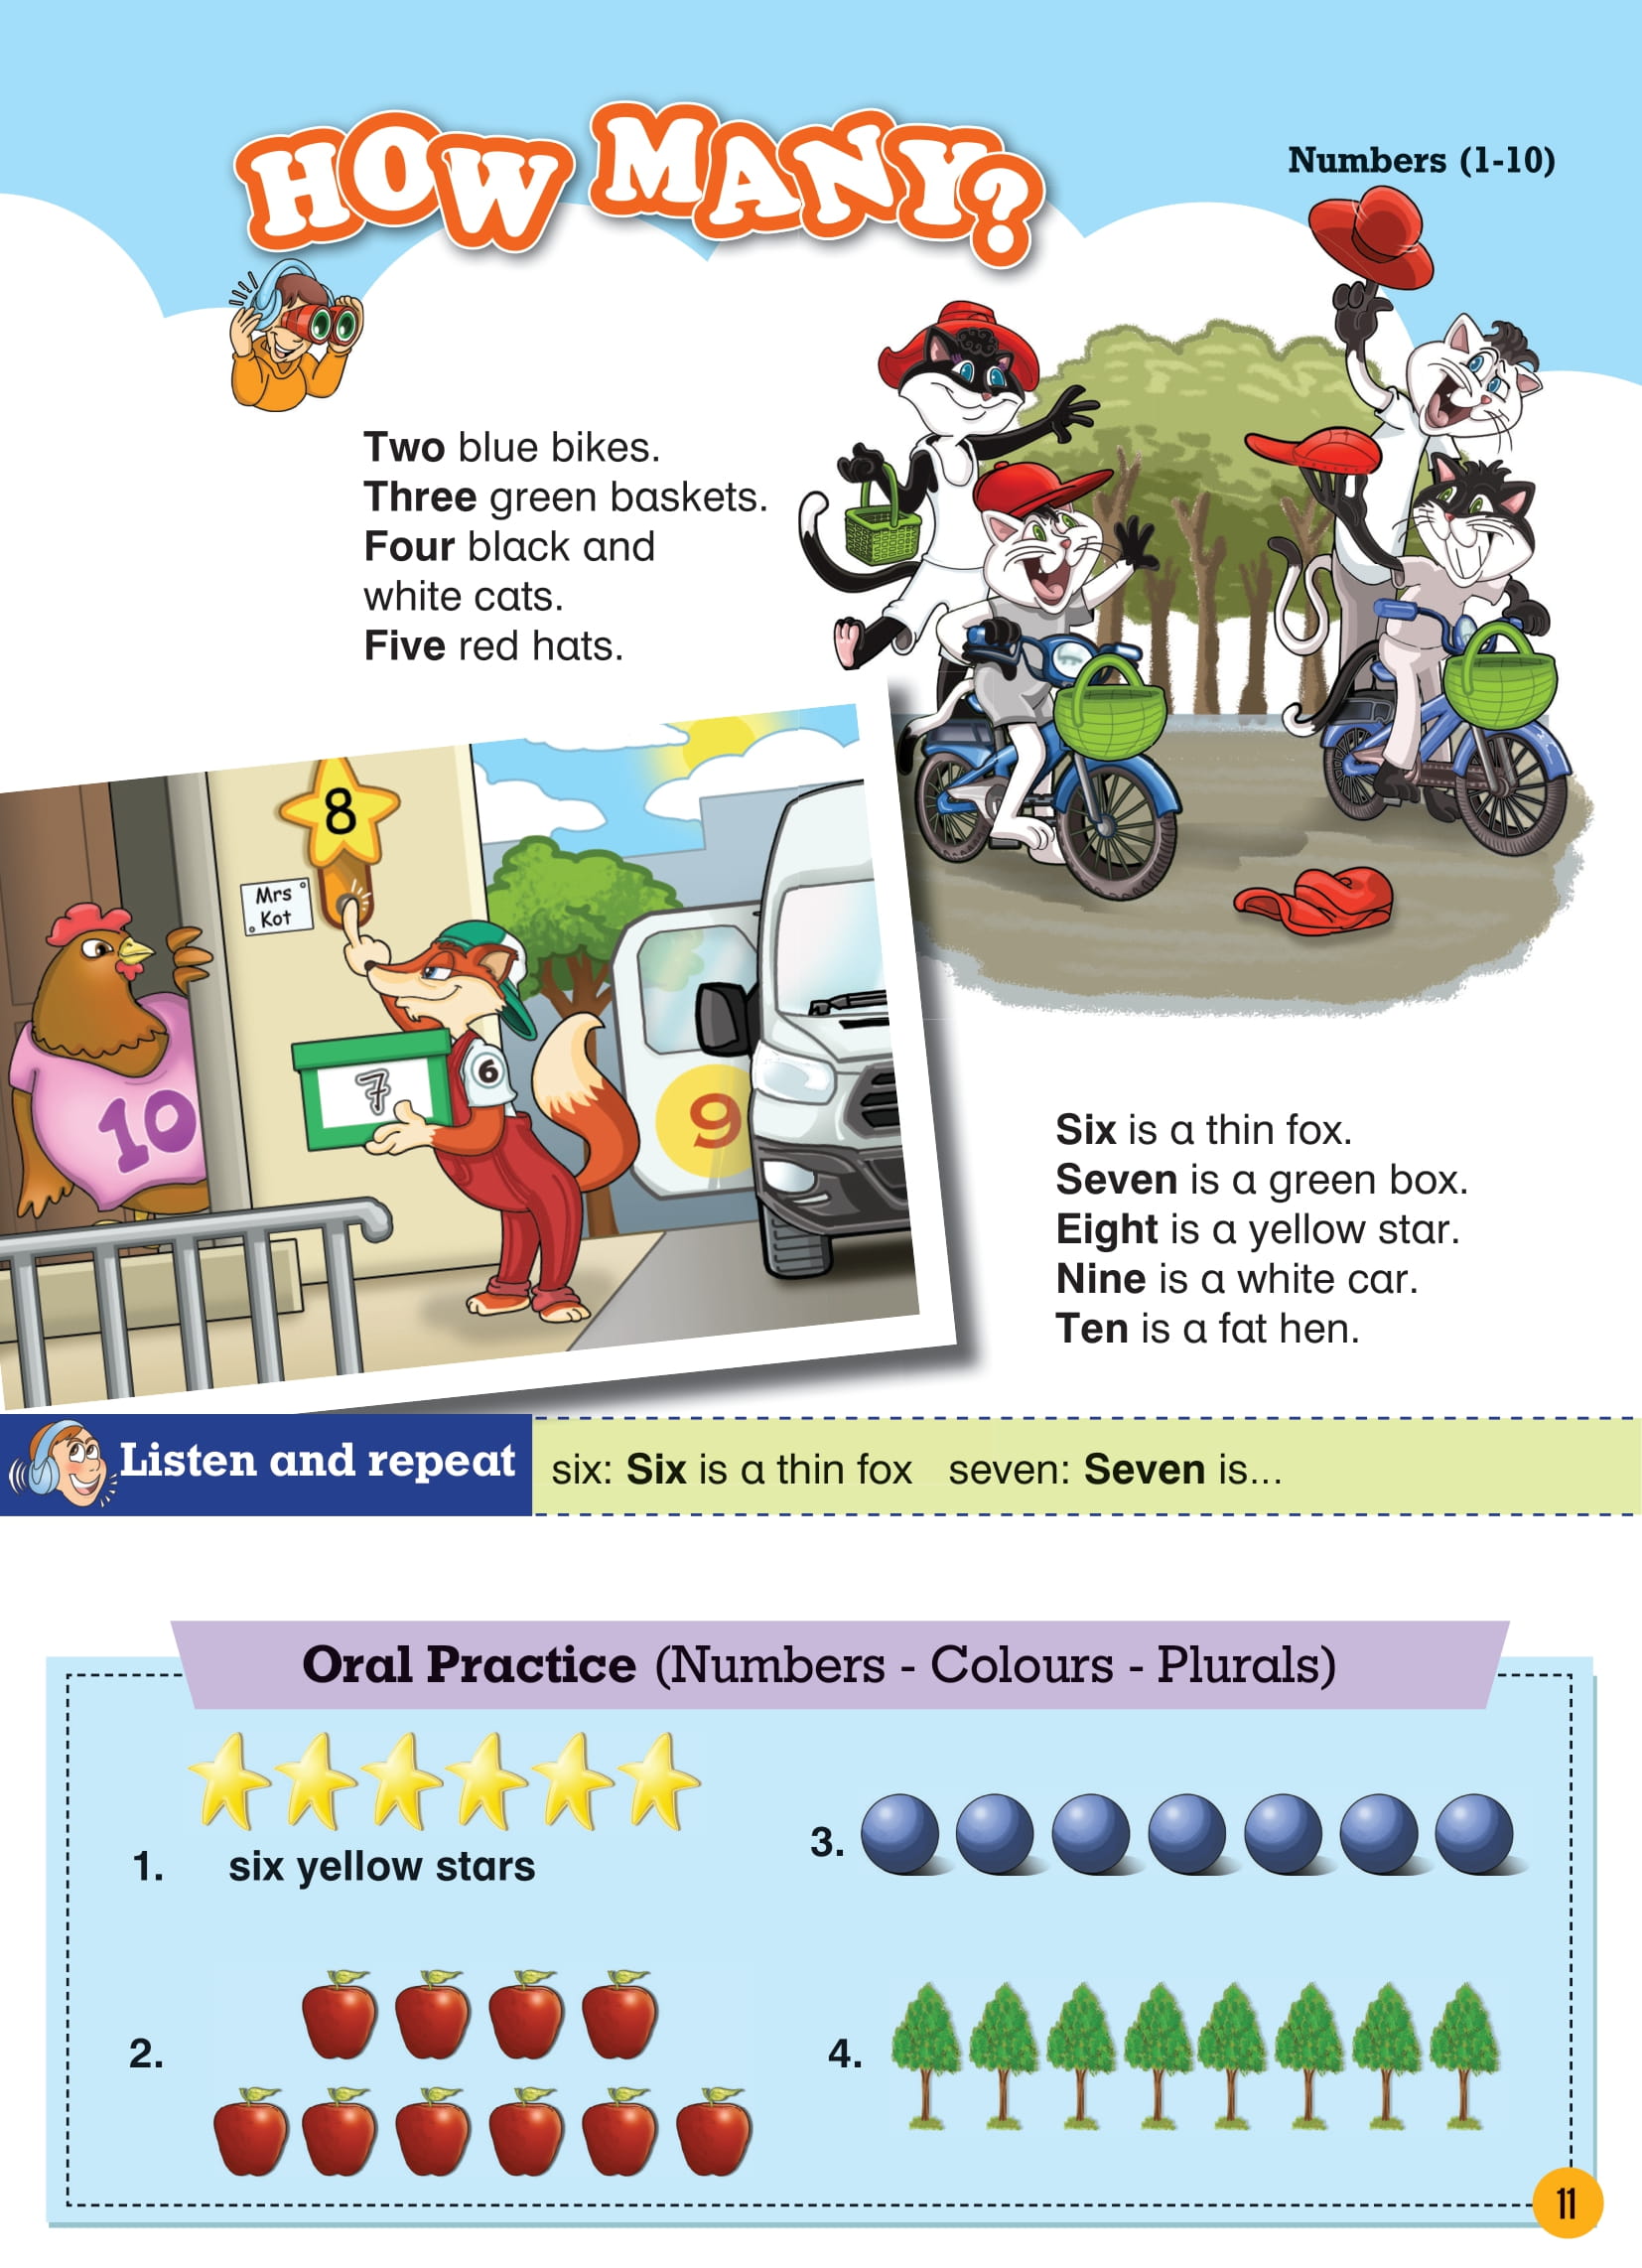 HOW MANY?
Numbers (1-10)
Two blue bikes.
Three green baskets.
Four black and
white cats.
Five red hats.
8
Mrs
Kot
10
7
6
9
Six is a thin fox.
Seven is a green box.
Eight is a yellow star.
Nine is a white car.
Ten is a fat hen.
Listen and repeat
six: Six is a thin fox seven: Seven is...
Oral Practice (Numbers - Colours - Plurals)
1. six yellow stars
2.
3.
4.
11